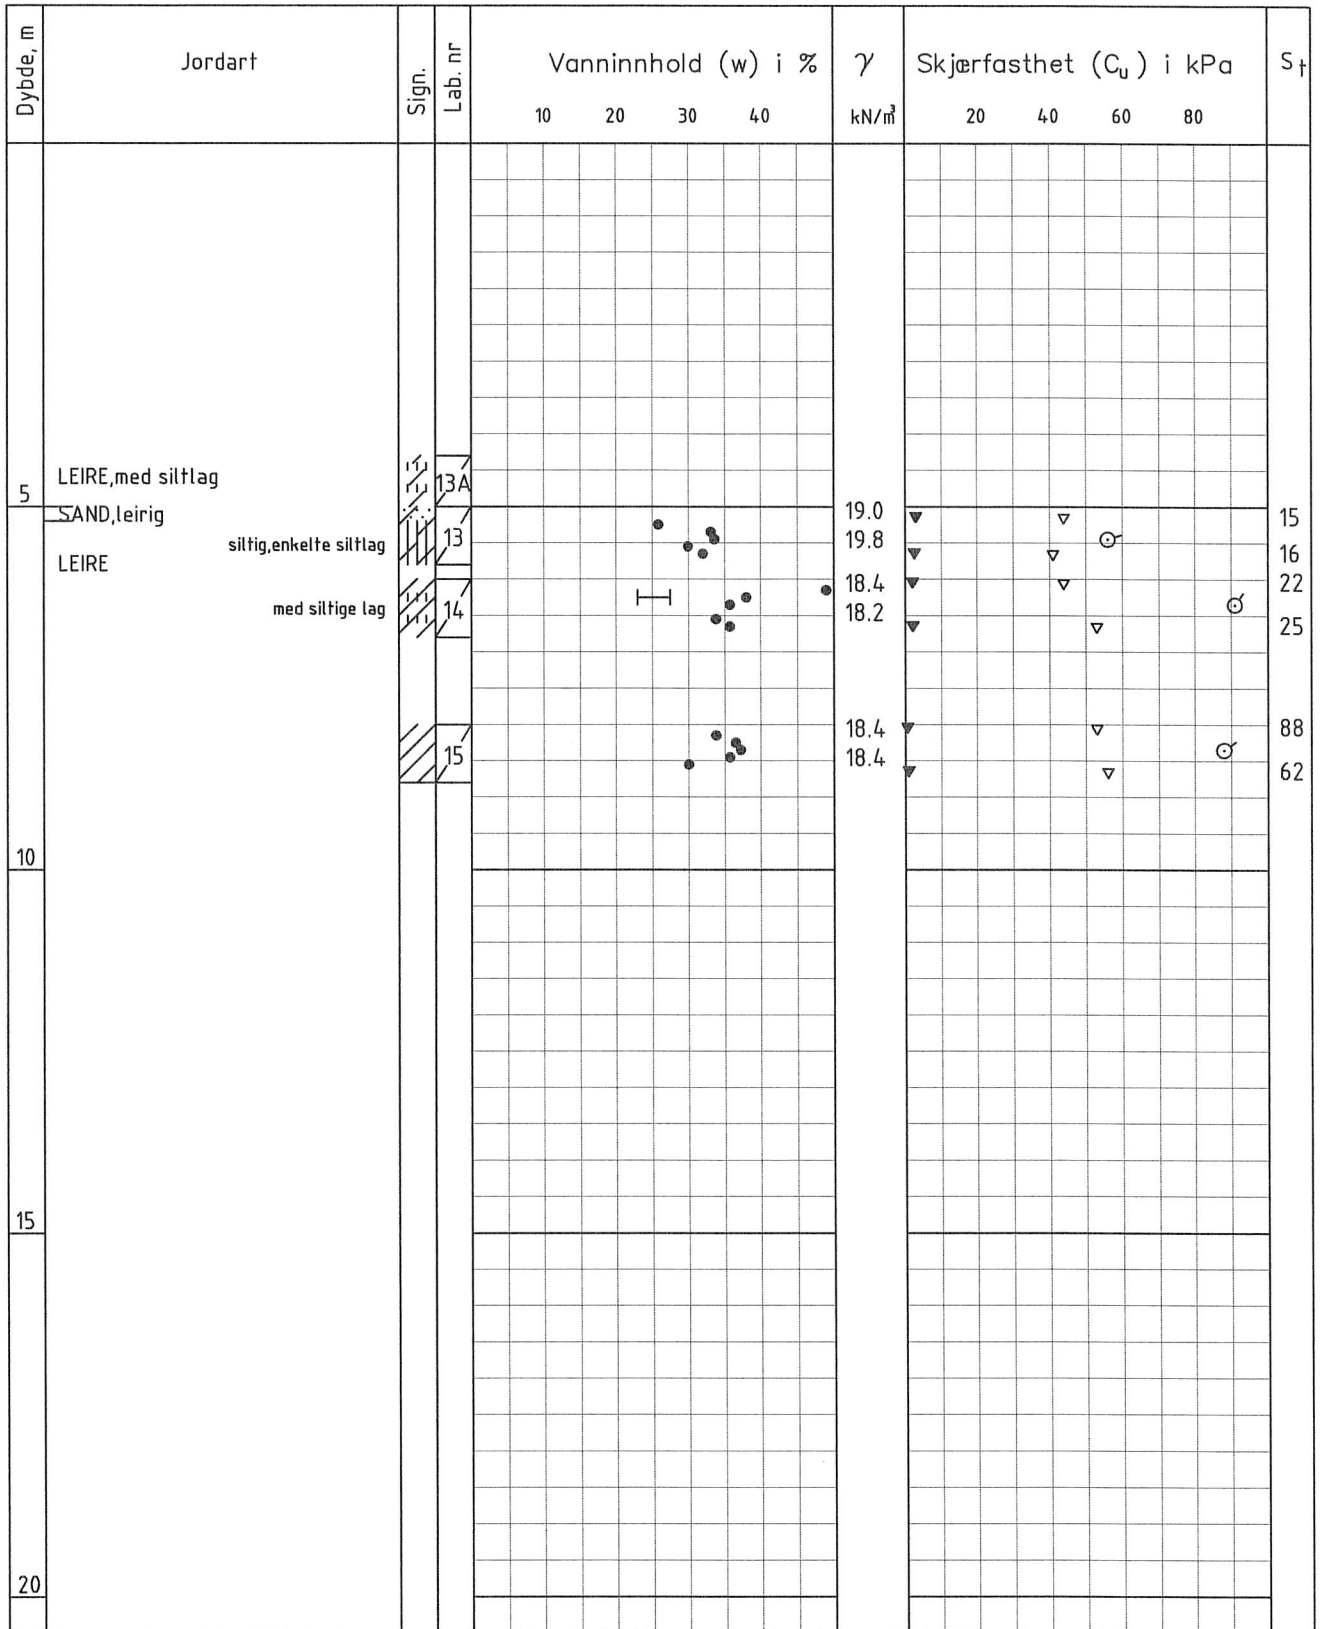 Dybde, m
Jordart
Sign.
Lab. nr
Vanninnhold (w) i %
10 20 30 40
γ
kN/m³
Skjærfasthet (Cu) i kPa
20 40 60 80
St
LEIRE,med siltlag
13A
5
SAND,leirig
19.0
15
siltig,enkelte siltlag
13
19.8
16
LEIRE
18.4
22
med siltige lag
14
18.2
25
18.4
88
15
18.4
62
10
15
20